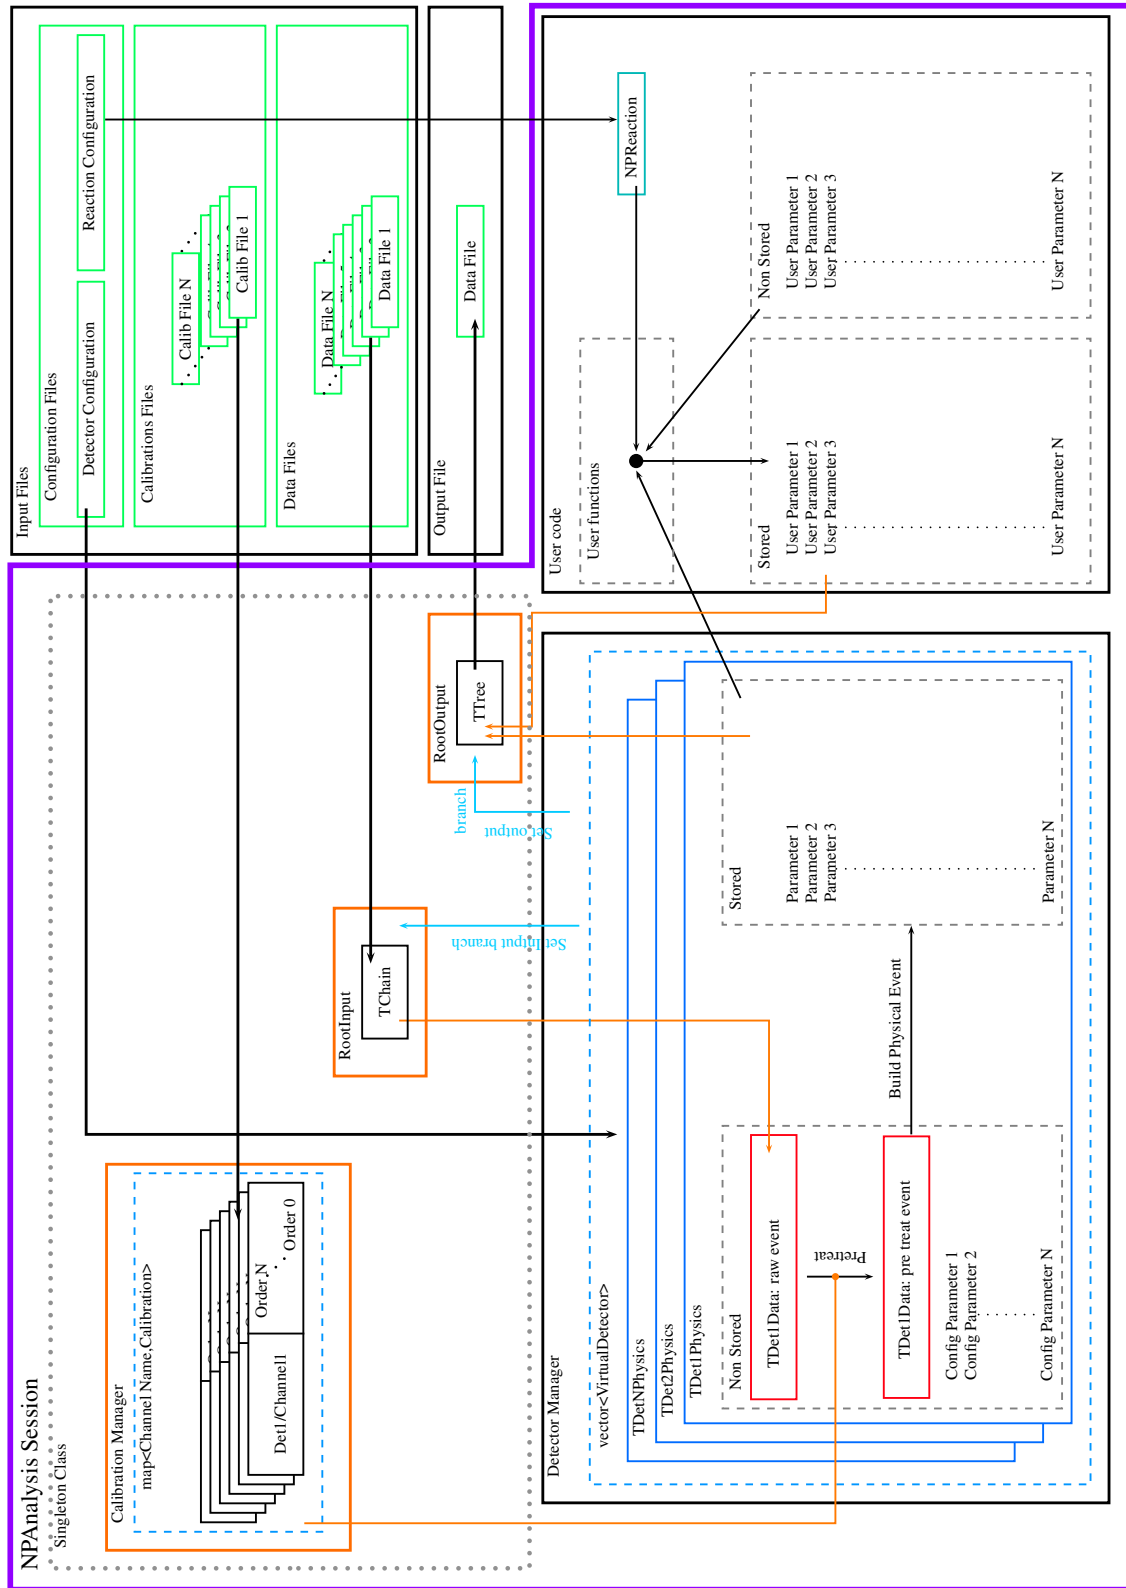 NPAnalysis Session
Singleton Class
Calibration Manager
map<Channel Name,Calibration>
Det1/Channel1
Order N
Order 0
RootInput
TChain
Set Intput branch
RootOutput
TTree
Set output
branch
Input Files
Configuration Files
Detector Configuration
Reaction Configuration
Calibrations Files
Calib File N
Calib File 1
Data Files
Data File N
Data File 1
Output File
Data File
Detector Manager
vector<VirtualDetector>
TDetNPhysics
TDet2Physics
TDet1Physics
Non Stored
TDet1Data: raw event
Pretreat
TDet1Data: pre treat event
Config Parameter 1
Config Parameter 2
Config Parameter N
Build Physical Event
Stored
Parameter 1
Parameter 2
Parameter 3
Parameter N
User code
User functions
NPReaction
Stored
User Parameter 1
User Parameter 2
User Parameter 3
User Parameter N
Non Stored
User Parameter 1
User Parameter 2
User Parameter 3
User Parameter N